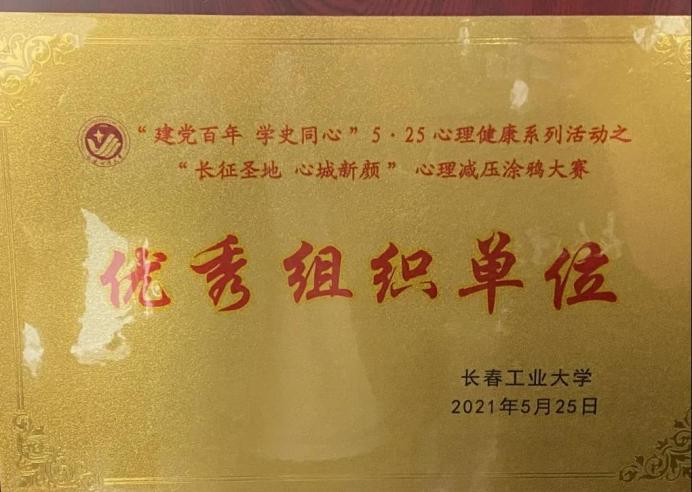 “建党百年 学史同心”5·25心理健康系列活动之
“长征圣地 心城新颜” 心理减压涂鸦大赛
优秀组织单位
长春工业大学
2021年5月25日